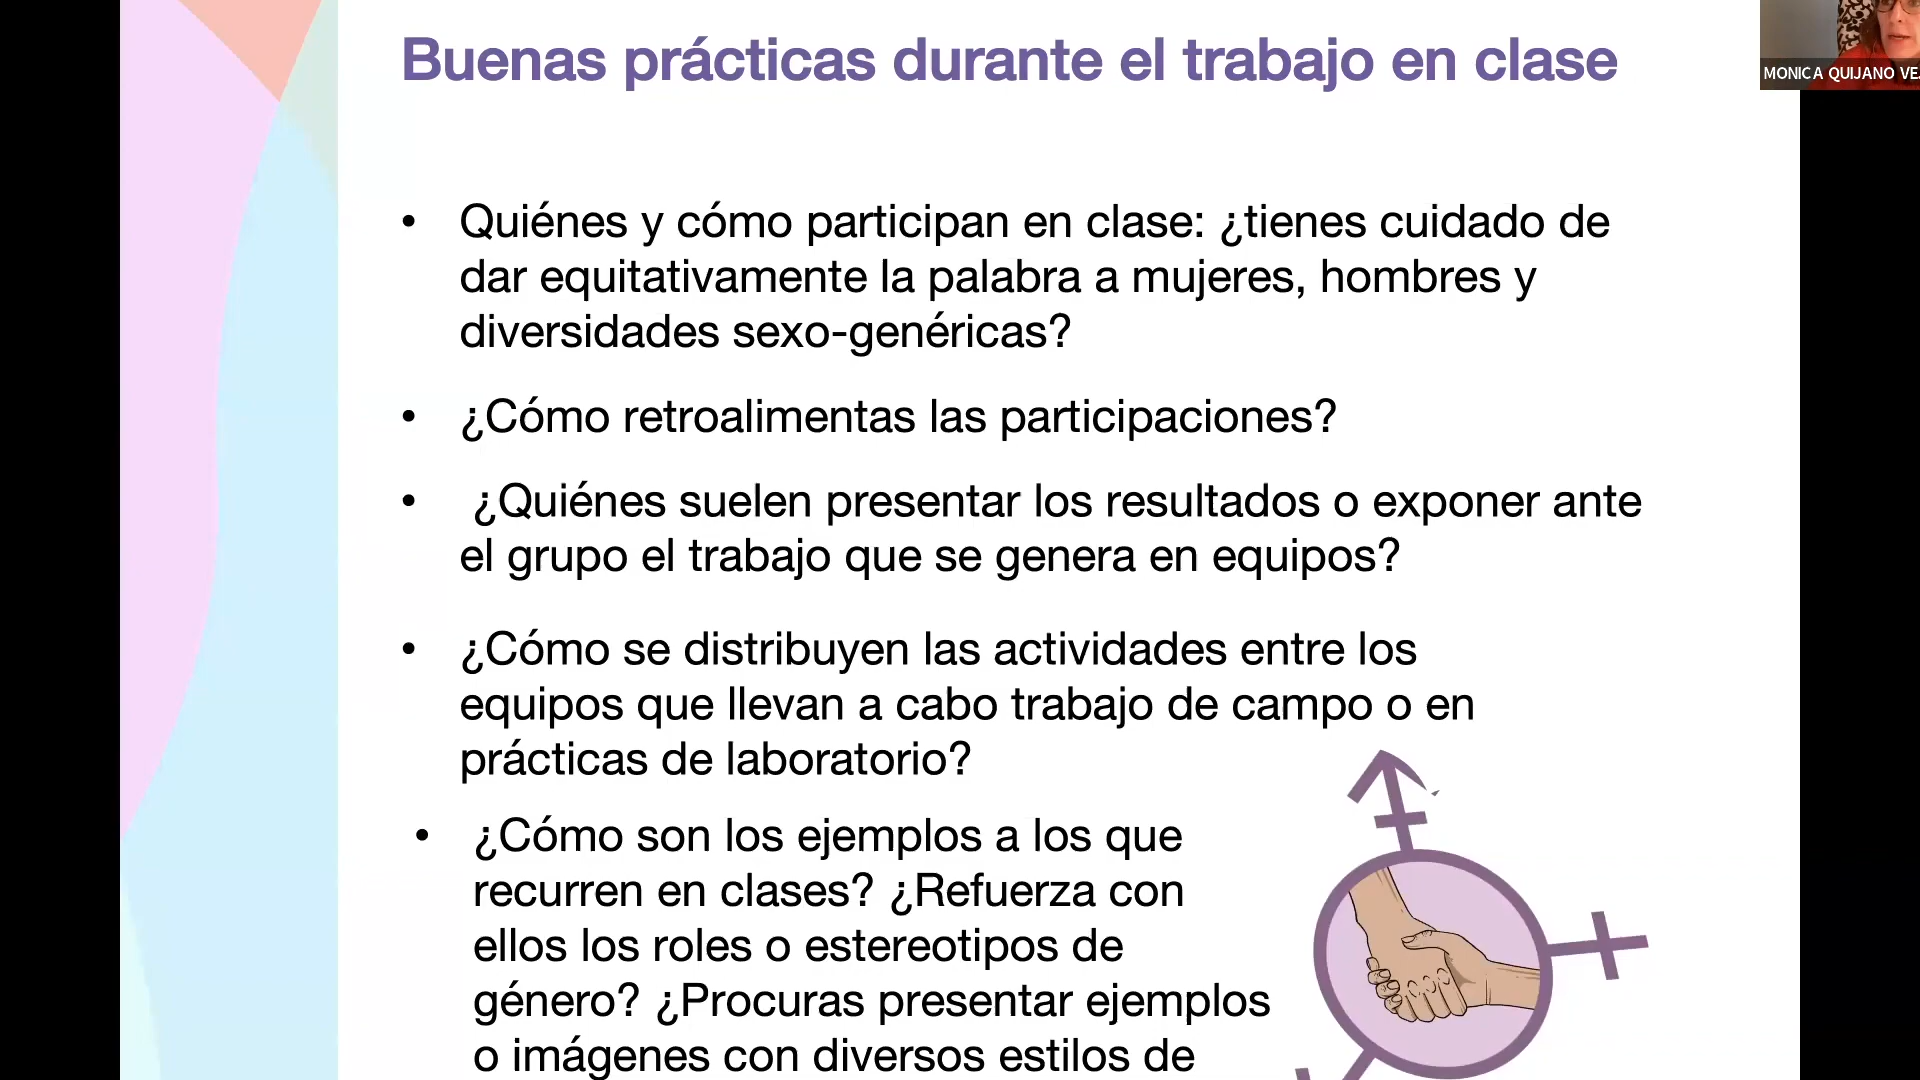 Buenas prácticas durante el trabajo en clase
MONICA QUIJANO
• Quiénes y cómo participan en clase: ¿tienes cuidado de
dar equitativamente la palabra a mujeres, hombres y
diversidades sexo-genéricas?
• ¿Cómo retroalimentas las participaciones?
• ¿Quiénes suelen presentar los resultados o exponer ante
el grupo el trabajo que se genera en equipos?
• ¿Cómo se distribuyen las actividades entre los
equipos que llevan a cabo trabajo de campo o en
prácticas de laboratorio?
• ¿Cómo son los ejemplos a los que
recurren en clases? ¿Refuerza con
ellos los roles o estereotipos de
género? ¿Procuras presentar ejemplos
o imágenes con diversos estilos de